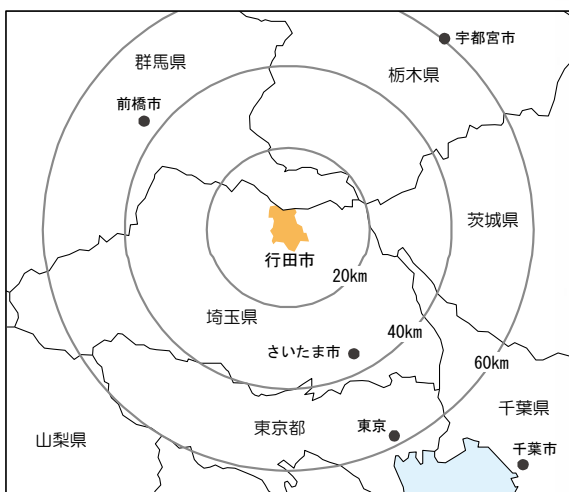 宇都宮市
群馬県
栃木県
前橋市
茨城県
行田市
20km
埼玉県
40km
さいたま市
60km
千葉県
東京都
東京
山梨県
千葉市